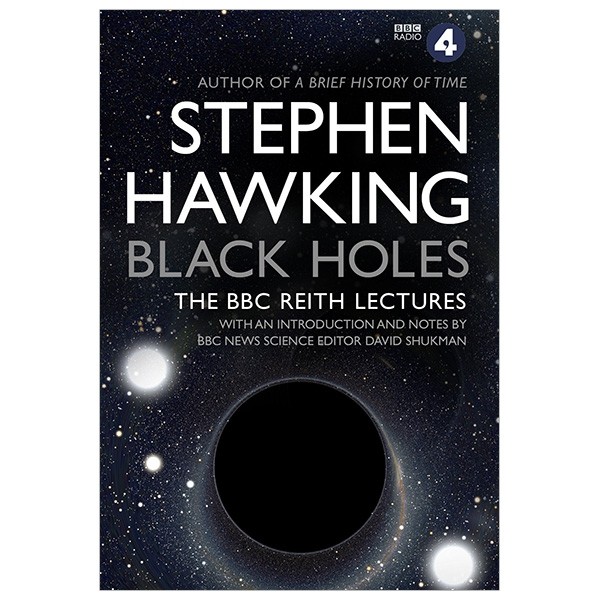 BBC
RADIO
4
AUTHOR OF A BRIEF HISTORY OF TIME
STEPHEN
HAWKING
BLACK HOLES
THE BBC REITH LECTURES
WITH AN INTRODUCTION AND NOTES BY
BBC NEWS SCIENCE EDITOR DAVID SHUKMAN